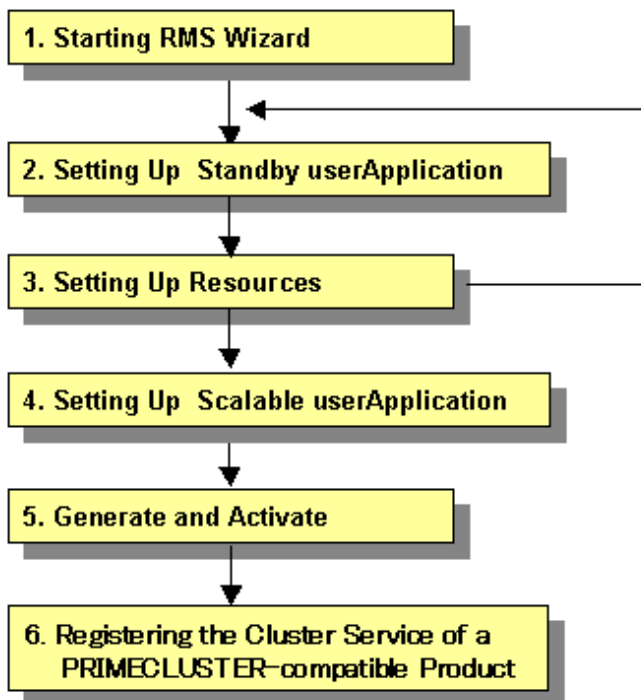 1. Starting RMS Wizard
2. Setting Up Standby userApplication
3. Setting Up Resources
4. Setting Up Scalable userApplication
5. Generate and Activate
6. Registering the Cluster Service of a
PRIMECLUSTER-compatible Product